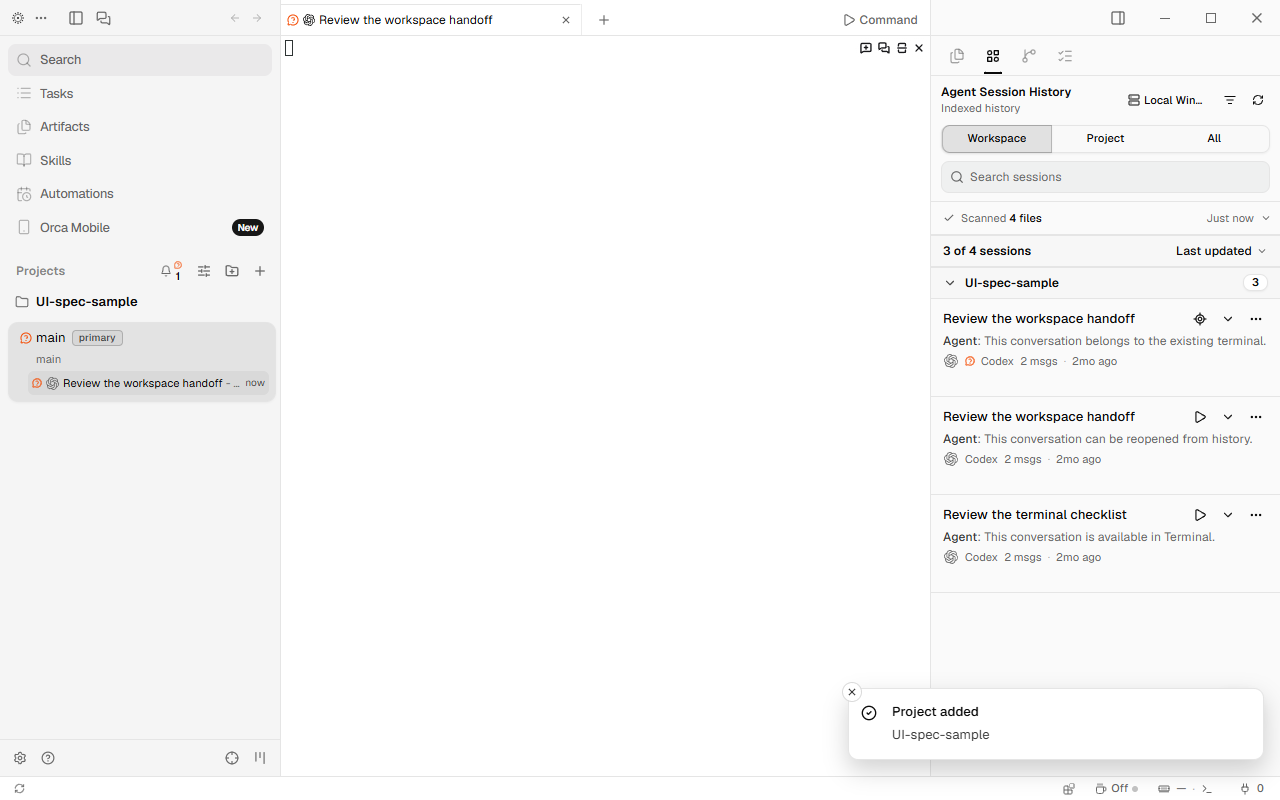 Review the workspace handoff
Command
Search
Tasks
Artifacts
Skills
Automations
Orca Mobile
New
Projects
1
UI-spec-sample
main
primary
main
Review the workspace handoff - ...
now
Agent Session History
Indexed history
Local Win...
Workspace
Project
All
Search sessions
Scanned 4 files
Just now
3 of 4 sessions
Last updated
UI-spec-sample
3
Review the workspace handoff
Agent: This conversation belongs to the existing terminal.
Codex 2 msgs · 2mo ago
Review the workspace handoff
Agent: This conversation can be reopened from history.
Codex 2 msgs · 2mo ago
Review the terminal checklist
Agent: This conversation is available in Terminal.
Codex 2 msgs · 2mo ago
Project added
UI-spec-sample
Off
— ·
0